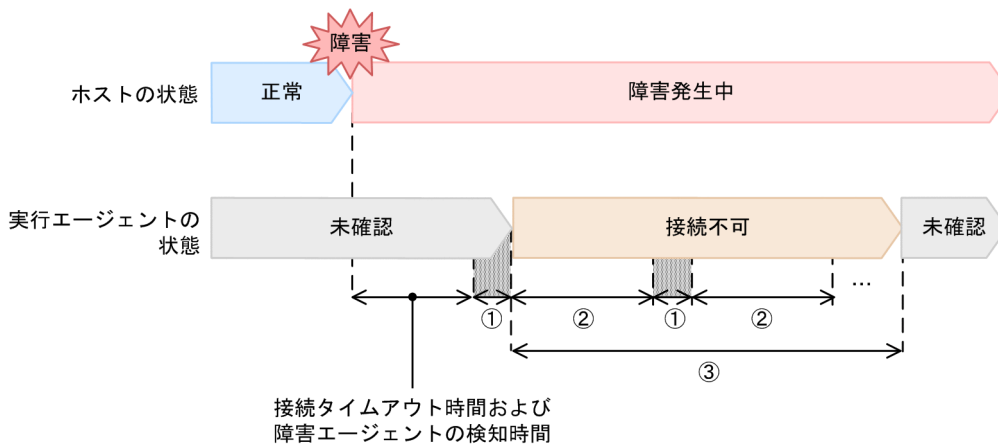 障害
ホストの状態
正常
障害発生中
実行エージェントの
状態
未確認
接続不可
未確認
①
②
①
②
…
③
接続タイムアウト時間および
障害エージェントの検知時間